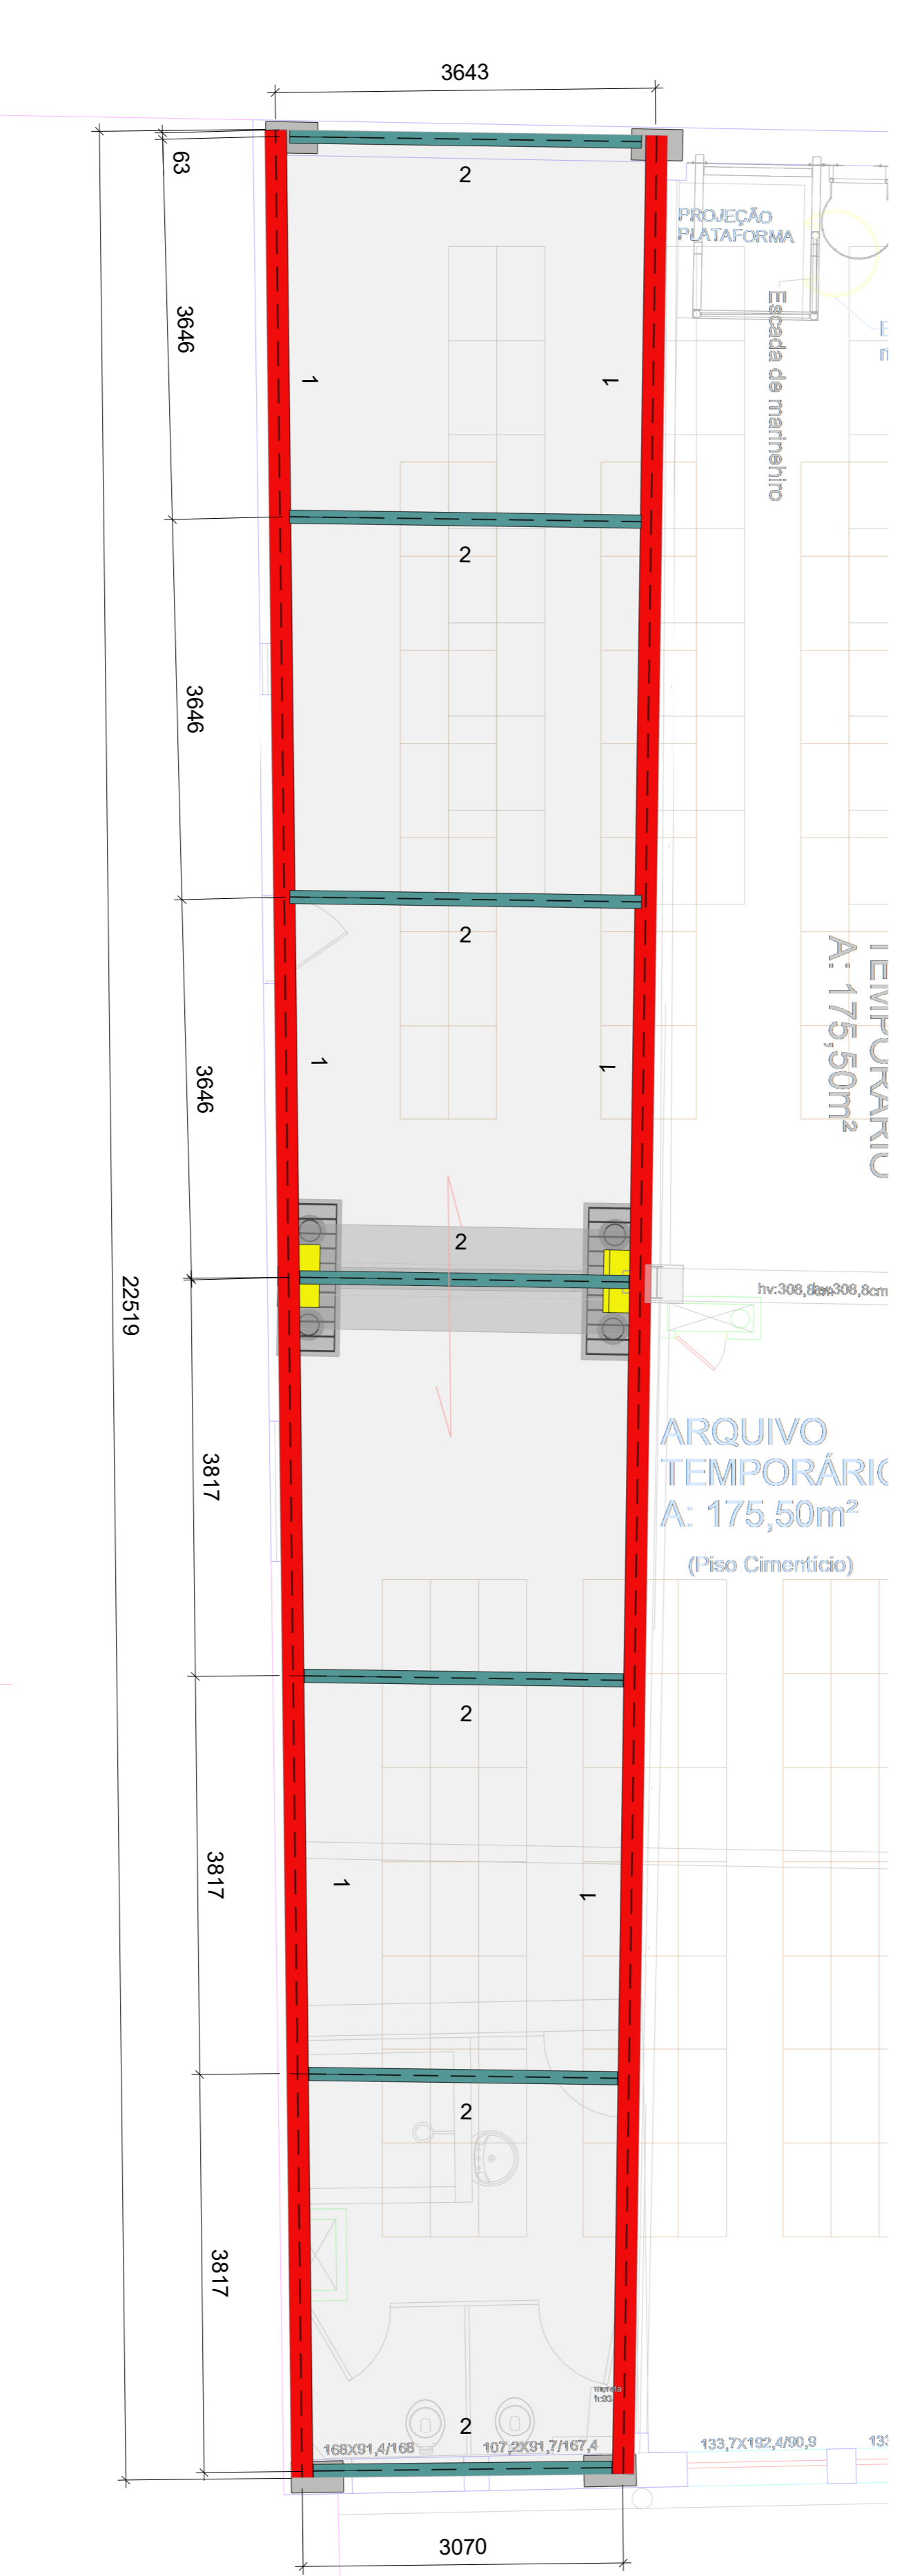 3643
63
2
PROJEÇÃO
PLATAFORMA
Escada de marinehiro
3646
1
1
2
3646
2
A: 175,50m²
1
1
3646
2
hv:308,8cm
22519
ARQUIVO
TEMPORÁRIO
A: 175,50m²
(Piso Cimentício)
3817
2
1
1
3817
2
3817
2
168X91,4/168
107,2X91,7/167,4
133,7X192,4/90,9
3070